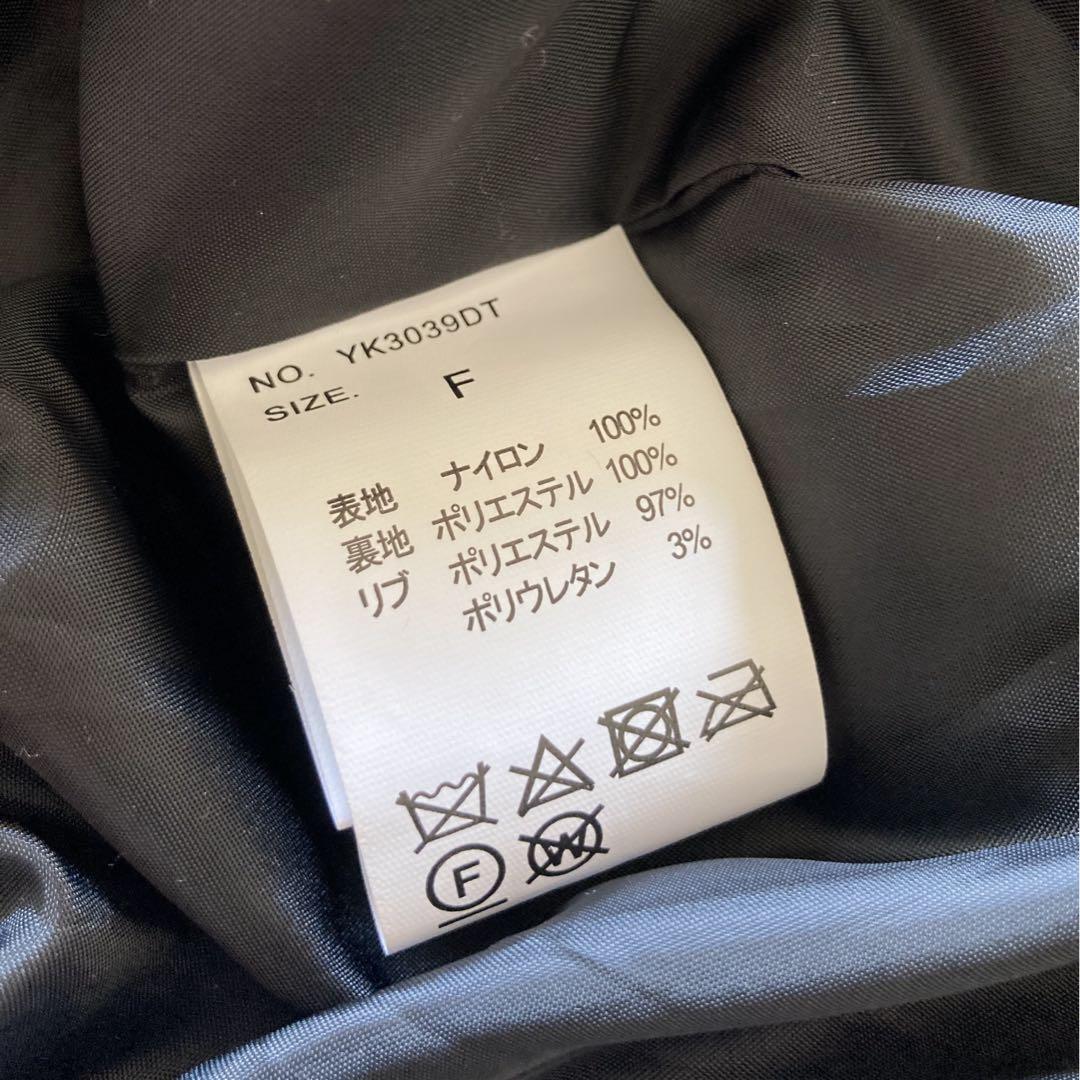 NO. YK3039DT
SIZE. F
表地 ナイロン 100%
裏地 ポリエステル 100%
リブ ポリエステル 97%
ポリウレタン 3%
F W